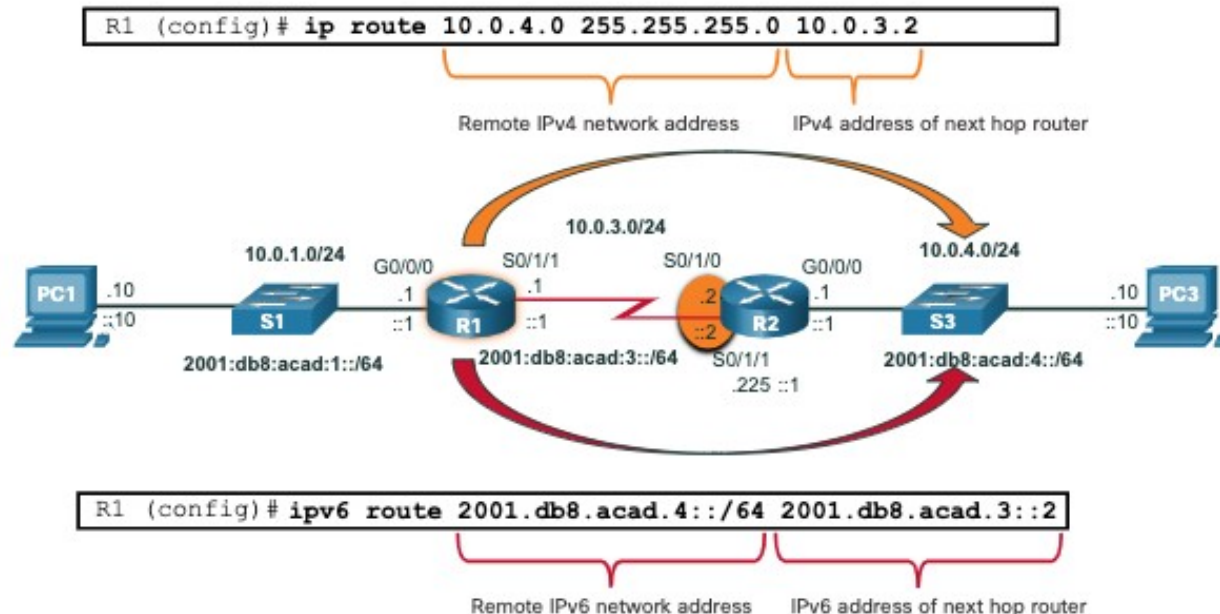 R1 (config)# ip route 10.0.4.0 255.255.255.0 10.0.3.2
Remote IPv4 network address IPv4 address of next hop router
10.0.3.0/24
10.0.1.0/24 10.0.4.0/24
G0/0/0 S0/1/1 S0/1/0 G0/0/0
PC1 .10 .1 .1 .2 .1 .10 PC3
::10 S1 ::1 R1 ::1 ::2 R2 ::1 S3 ::10
2001:db8:acad:1::/64 2001:db8:acad:3::/64 S0/1/1 2001:db8:acad:4::/64
.225 ::1
R1 (config)# ipv6 route 2001.db8.acad.4::/64 2001.db8.acad.3::2
Remote IPv6 network address IPv6 address of next hop router